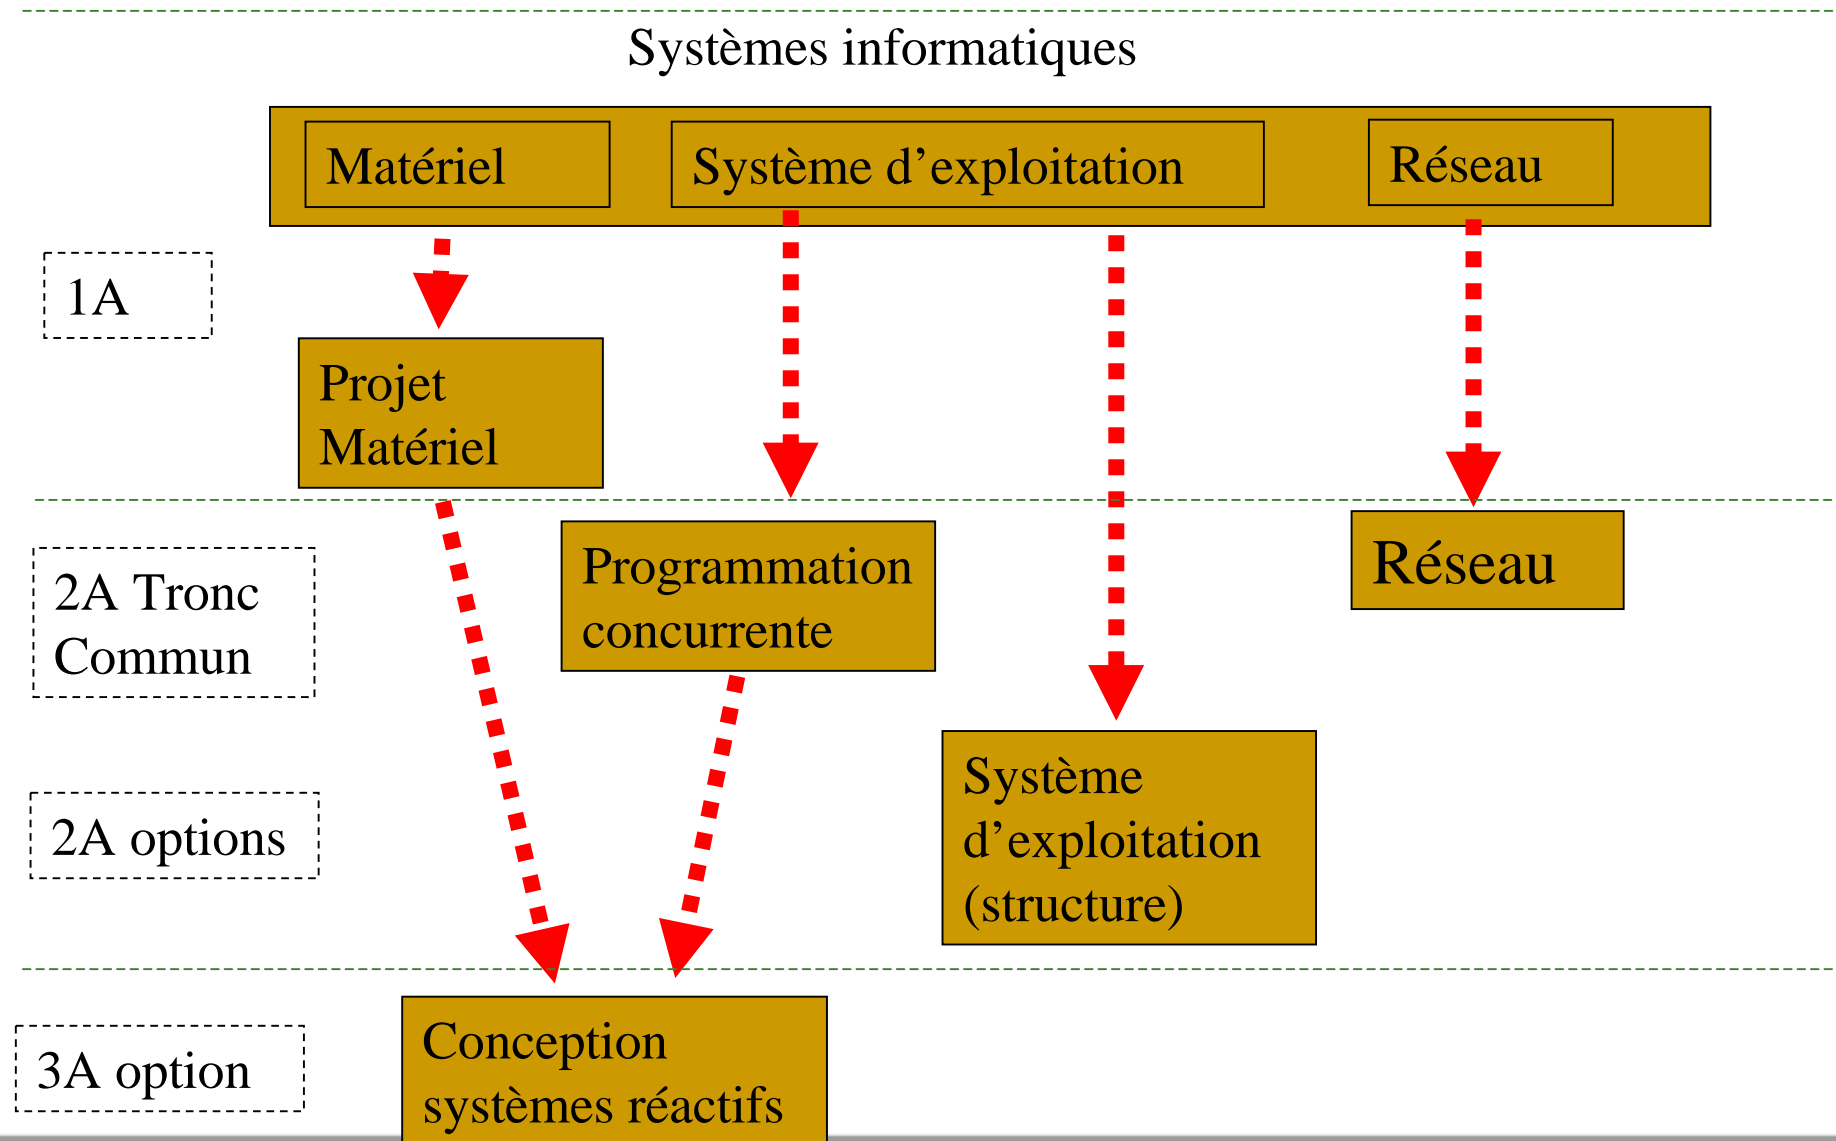 Systèmes informatiques
Matériel
Système d’exploitation
Réseau
1A
Projet
Matériel
2A Tronc
Commun
Programmation
concurrente
Réseau
2A options
Système
d’exploitation
(structure)
3A option
Conception
systèmes réactifs